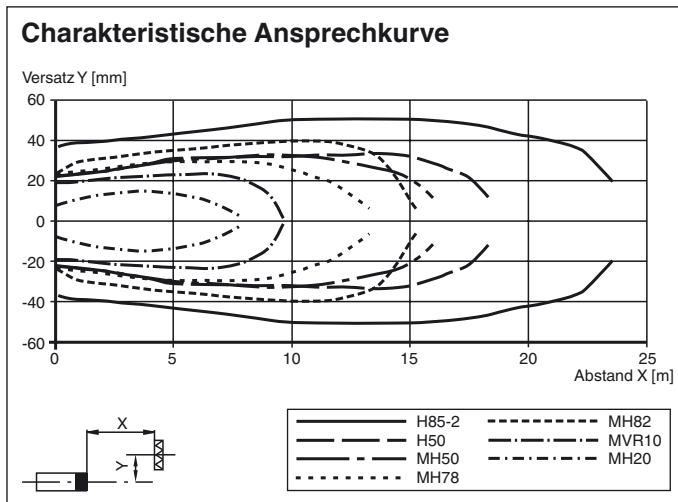 Charakteristische Ansprechkurve
Versatz Y [mm]
60
40
20
0
-20
-40
-60
0 5 10 15 20 25
Abstand X [m]
X
Y
H85-2 MH82
H50 MVR10
MH50 MH20
MH78